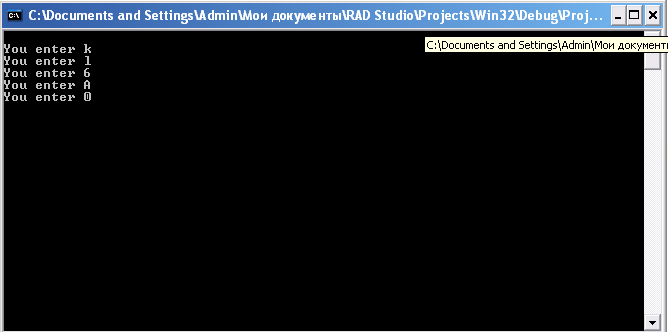 C:\Documents and Settings\Admin\Мои документы\RAD Studio\Projects\Win32\Debug\Proj...
C:\Documents and Settings\Admin\Мои документы
You enter k
You enter l
You enter 6
You enter A
You enter 0